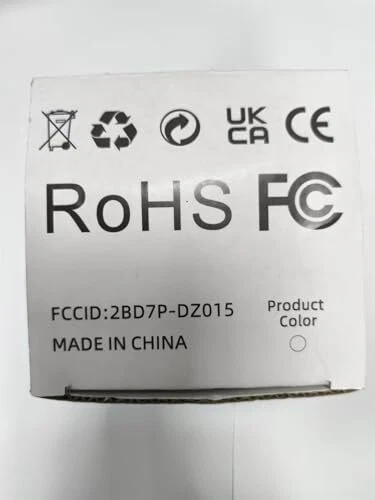 UK
CA CE
RoHS FC
FCCID:2BD7P-DZ015
MADE IN CHINA
Product
Color